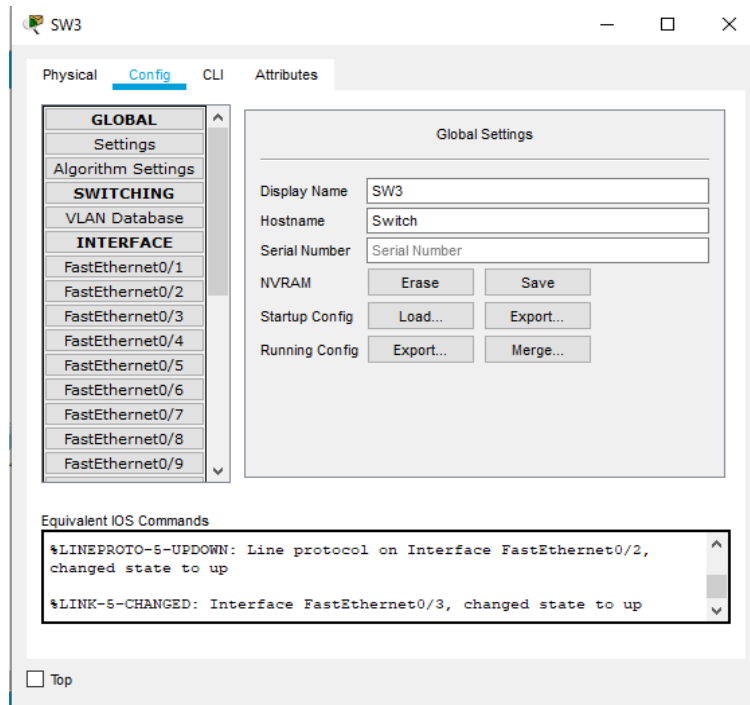 SW3
Physical Config CLI Attributes
GLOBAL
Settings
Algorithm Settings
SWITCHING
VLAN Database
INTERFACE
FastEthernet0/1
FastEthernet0/2
FastEthernet0/3
FastEthernet0/4
FastEthernet0/5
FastEthernet0/6
FastEthernet0/7
FastEthernet0/8
FastEthernet0/9
Global Settings
Display Name SW3
Hostname Switch
Serial Number Serial Number
NVRAM Erase Save
Startup Config Load... Export...
Running Config Export... Merge...
Equivalent IOS Commands
%LINEPROTO-5-UPDOWN: Line protocol on Interface FastEthernet0/2,
changed state to up
%LINK-5-CHANGED: Interface FastEthernet0/3, changed state to up
Top